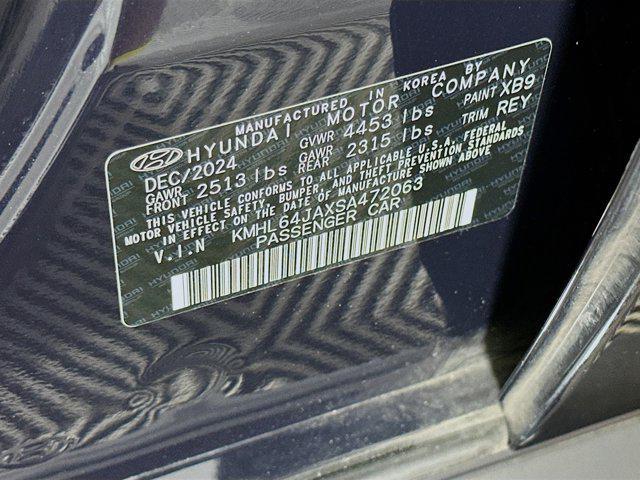 MANUFACTURED IN KOREA BY
HYUNDAI MOTOR COMPANY
DEC/2024 GVWR 4453 lbs PAINT XB9
GAWR FRONT 2513 lbs GAWR REAR 2315 lbs TRIM REY
THIS VEHICLE CONFORMS TO ALL APPLICABLE U.S.A. FEDERAL
MOTOR VEHICLE SAFETY, BUMPER, AND THEFT PREVENTION STANDARDS
IN EFFECT ON THE DATE OF MANUFACTURE SHOWN ABOVE
V.I.N KMHL64JAXSA472063
PASSENGER CAR